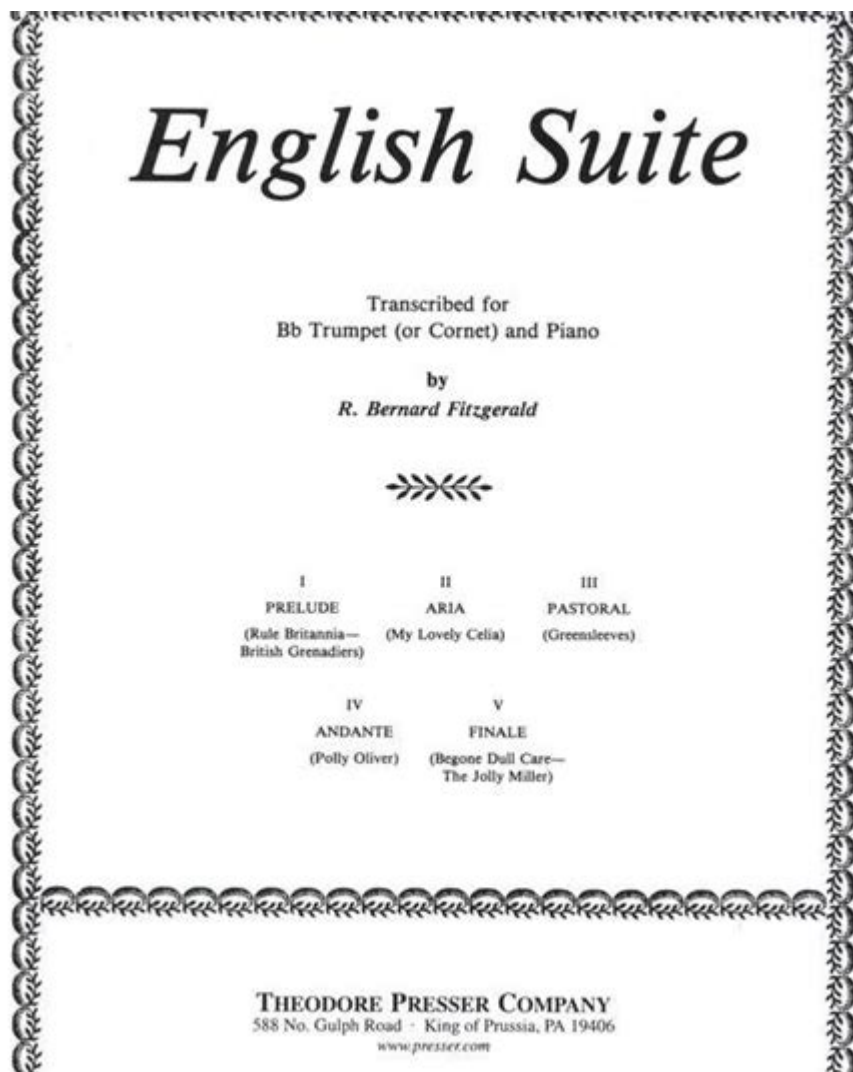 English Suite
Transcribed for
Bb Trumpet (or Cornet) and Piano
by
R. Bernard Fitzgerald
I II III
PRELUDE ARIA PASTORAL
(Rule Britannia— (My Lovely Celia) (Greensleeves)
British Grenadiers)
IV V
ANDANTE FINALE
(Polly Oliver) (Begone Dull Care—
The Jolly Miller)
THEODORE PRESSER COMPANY
588 No. Gulph Road · King of Prussia, PA 19406
www.presser.com